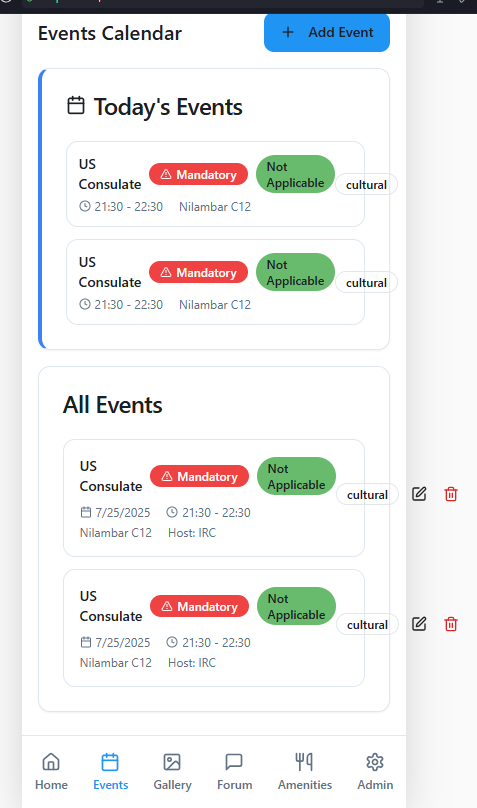 Events Calendar
+ Add Event
Today's Events
US Consulate
Mandatory
Not Applicable
cultural
21:30 - 22:30 Nilambar C12
US Consulate
Mandatory
Not Applicable
cultural
21:30 - 22:30 Nilambar C12
All Events
US Consulate
Mandatory
Not Applicable
cultural
7/25/2025 21:30 - 22:30
Nilambar C12 Host: IRC
US Consulate
Mandatory
Not Applicable
cultural
7/25/2025 21:30 - 22:30
Nilambar C12 Host: IRC
Home Events Gallery Forum Amenities Admin